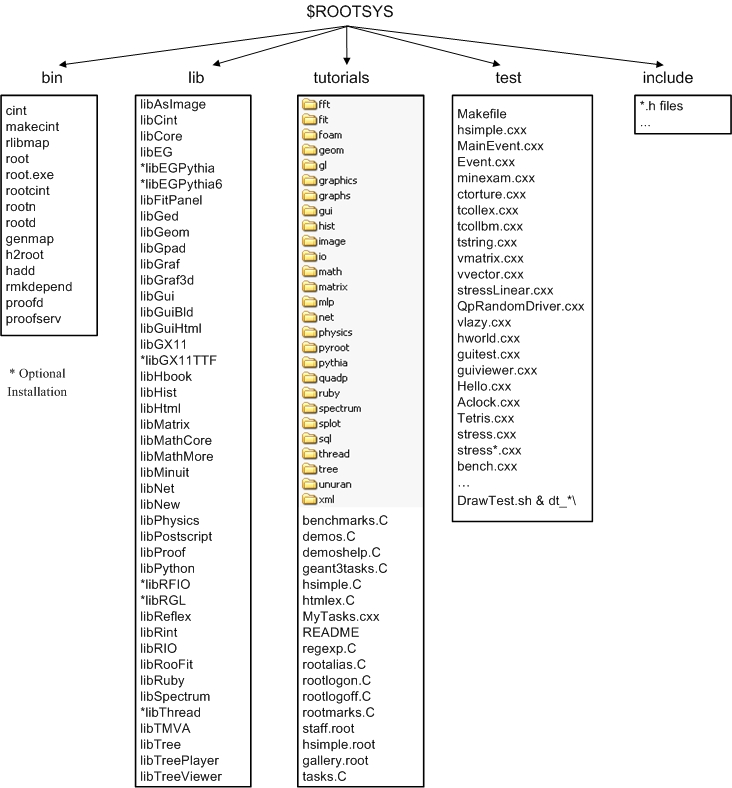 $ROOTSYS
bin
lib
tutorials
test
include
cint
makecint
rlibmap
root
root.exe
rootcint
rootn
rootd
genmap
h2root
hadd
rmkdepend
proofd
proofserv
* Optional
Installation
libAsImage
libCint
libCore
libEG
*libEGPythia
*libEGPythia6
libFitPanel
libGed
libGeom
libGpad
libGraf
libGraf3d
libGui
libGuiBld
libGuiHtml
libGX11
*libGX11TTF
libHbook
libHist
libHtml
libMatrix
libMathCore
libMathMore
libMinuit
libNet
libNew
libPhysics
libPostscript
libProof
libPython
*libRFIO
*libRGL
libReflex
libRint
libRIO
libRooFit
libRuby
libSpectrum
*libThread
libTMVA
libTree
libTreePlayer
libTreeViewer
fft
fit
foam
geom
gl
graphics
graphs
gui
hist
image
io
math
matrix
mlp
net
physics
pyroot
pythia
quadp
ruby
spectrum
splot
sql
thread
tree
unuran
xml
benchmarks.C
demos.C
demoshelp.C
geant3tasks.C
hsimple.C
htmlex.C
MyTasks.cxx
README
regexp.C
rootalias.C
rootlogon.C
rootlogoff.C
rootmarks.C
staff.root
hsimple.root
gallery.root
tasks.C
Makefile
hsimple.cxx
MainEvent.cxx
Event.cxx
minexam.cxx
ctorture.cxx
tcollex.cxx
tcollbm.cxx
tstring.cxx
vmatrix.cxx
vvector.cxx
stressLinear.cxx
QpRandomDriver.cxx
vlazy.cxx
hworld.cxx
guitest.cxx
guiviewer.cxx
Hello.cxx
Aclock.cxx
Tetris.cxx
stress.cxx
stress*.cxx
bench.cxx
...
DrawTest.sh & dt_*\
*.h files
...